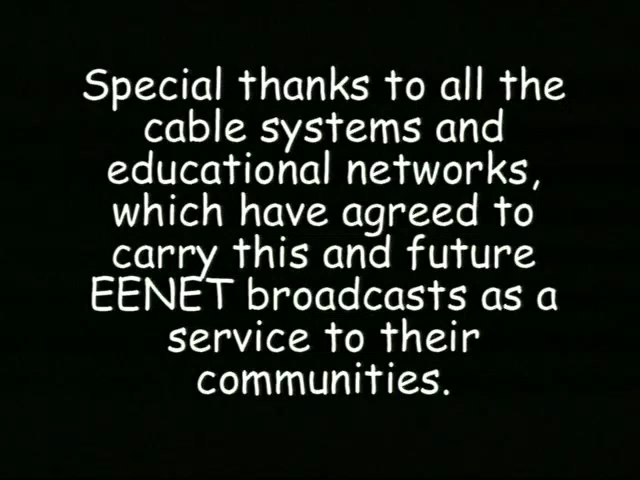 Special thanks to all the
cable systems and
educational networks,
which have agreed to
carry this and future
EENET broadcasts as a
service to their
communities.